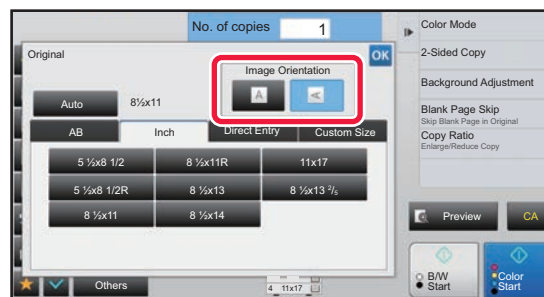 No. of copies 1
Original
OK
Image Orientation
A
A
Auto
8½x11
AB
Inch
Direct Entry
Custom Size
5 ½x8 1/2
8 ½x11R
11x17
5 ½x8 1/2R
8 ½x13
8 ½x13 ²/₅
8 ½x11
8 ½x14
Others
4 11x17
Color Mode
2-Sided Copy
Background Adjustment
Blank Page Skip
Skip Blank Page in Original
Copy Ratio
Enlarge/Reduce Copy
Preview
CA
B/W
Start
Color
Start